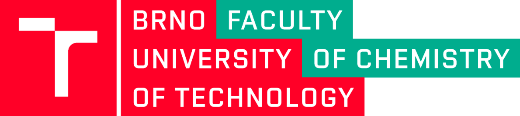 BRNO FACULTY
UNIVERSITY OF CHEMISTRY
OF TECHNOLOGY